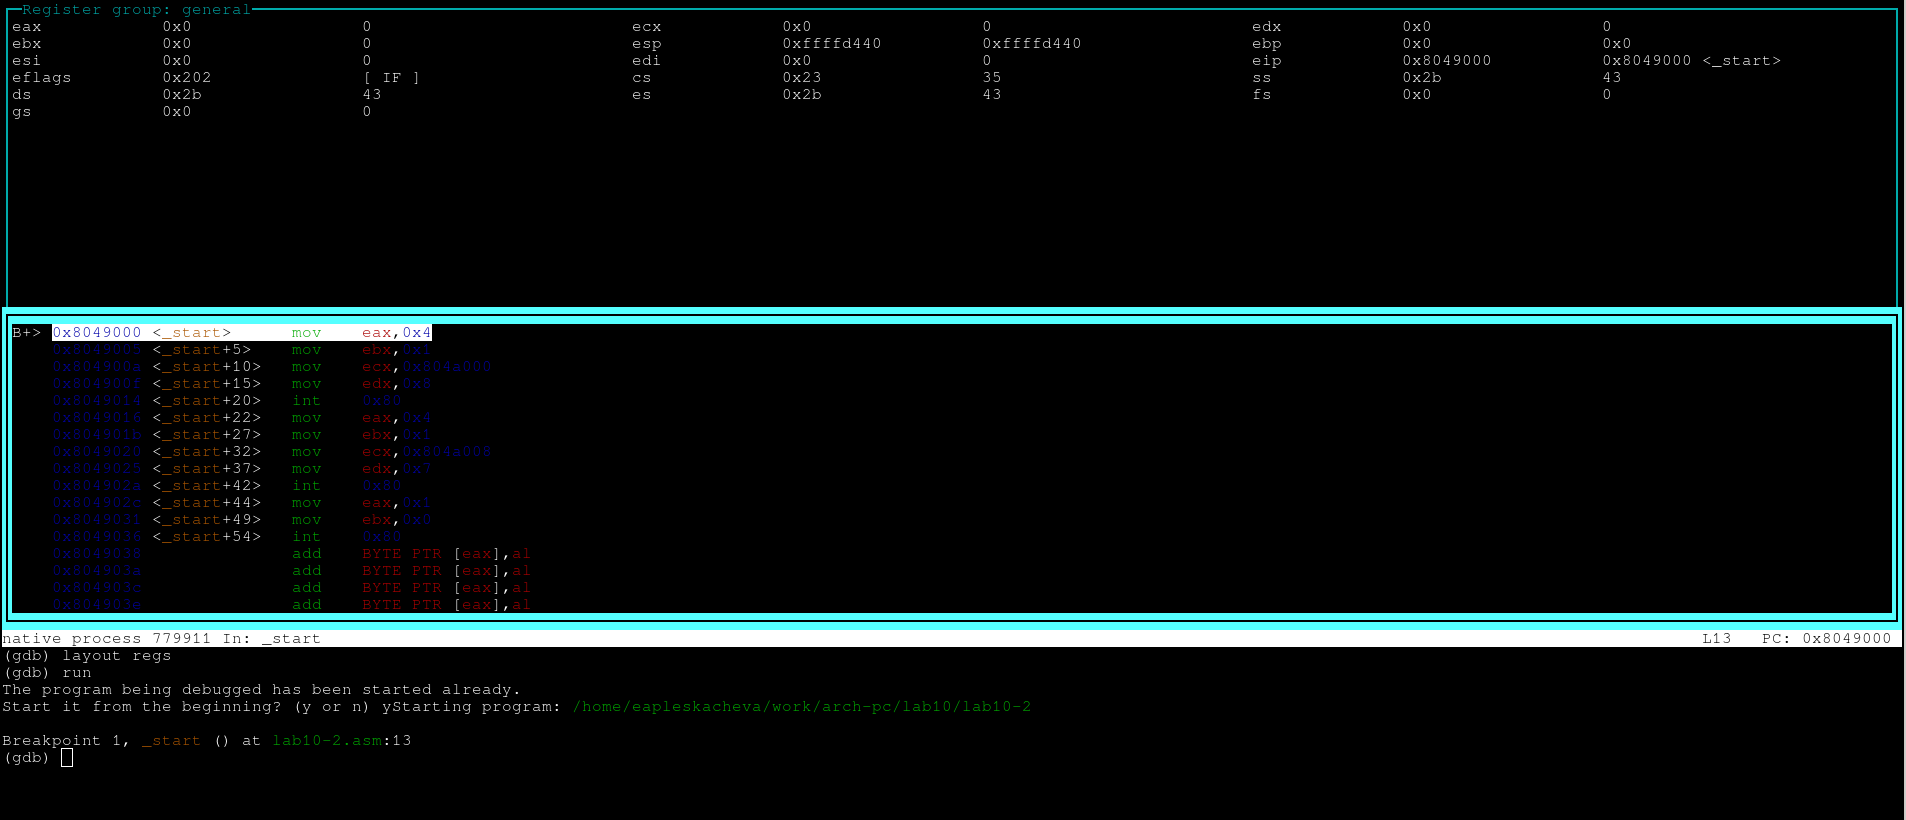 Register group: general
eax 0x0 0 ecx 0x0 0 edx 0x0 0
ebx 0x0 0 esp 0xffffd440 0xffffd440 ebp 0x0 0x0
esi 0x0 0 edi 0x0 0 eip 0x8049000 0x8049000 <_start>
eflags 0x202 [ IF ] cs 0x23 35 ss 0x2b 43
ds 0x2b 43 es 0x2b 43 fs 0x0 0
gs 0x0 0
B+> 0x8049000 <_start> mov eax,0x4
0x8049005 <_start+5> mov ebx,0x1
0x804900a <_start+10> mov ecx,0x804a000
0x804900f <_start+15> mov edx,0x8
0x8049014 <_start+20> int 0x80
0x8049016 <_start+22> mov eax,0x4
0x804901b <_start+27> mov ebx,0x1
0x8049020 <_start+32> mov ecx,0x804a008
0x8049025 <_start+37> mov edx,0x7
0x804902a <_start+42> int 0x80
0x804902c <_start+44> mov eax,0x1
0x8049031 <_start+49> mov ebx,0x0
0x8049036 <_start+54> int 0x80
0x8049038 add BYTE PTR [eax],al
0x804903a add BYTE PTR [eax],al
0x804903c add BYTE PTR [eax],al
0x804903e add BYTE PTR [eax],al
native process 779911 In: _start L13 PC: 0x8049000
(gdb) layout regs
(gdb) run
The program being debugged has been started already.
Start it from the beginning? (y or n) yStarting program: /home/eapleskacheva/work/arch-pc/lab10/lab10-2
Breakpoint 1, _start () at lab10-2.asm:13
(gdb)